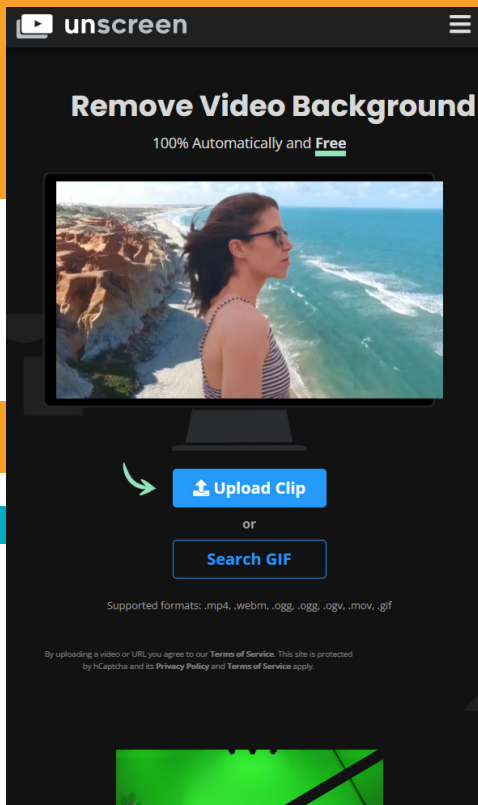 unscreen
Remove Video Background
100% Automatically and Free
Upload Clip
or
Search GIF
Supported formats: .mp4, .webm, .ogg, .ogg, .ogv, .mov, .gif
By uploading a video or URL you agree to our Terms of Service. This site is protected
by hCaptcha and its Privacy Policy and Terms of Service apply.